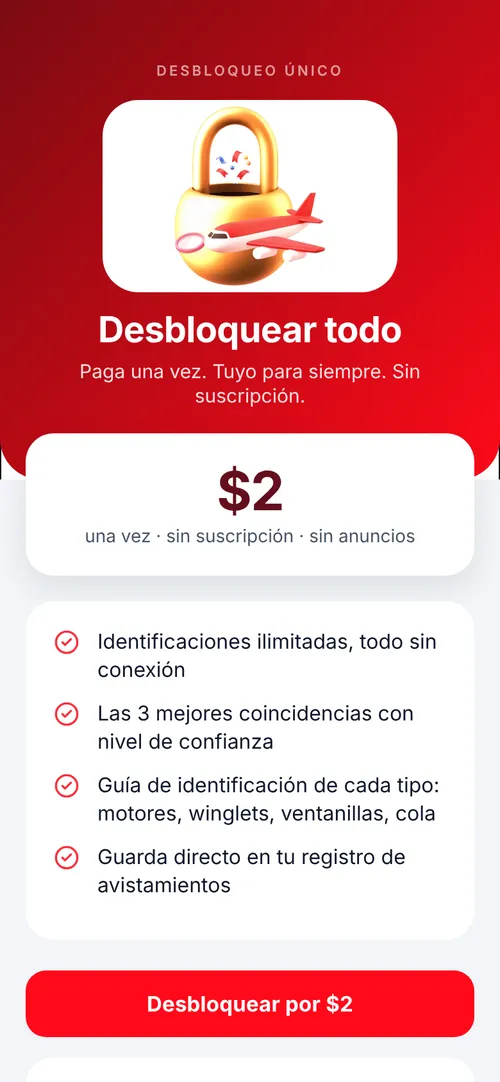 DESBLOQUEO ÚNICO
Desbloquear todo
Paga una vez. Tuyo para siempre. Sin
suscripción.
$2
una vez · sin suscripción · sin anuncios
Identificaciones ilimitadas, todo sin
conexión
Las 3 mejores coincidencias con
nivel de confianza
Guía de identificación de cada tipo:
motores, winglets, ventanillas, cola
Guarda directo en tu registro de
avistamientos
Desbloquear por $2